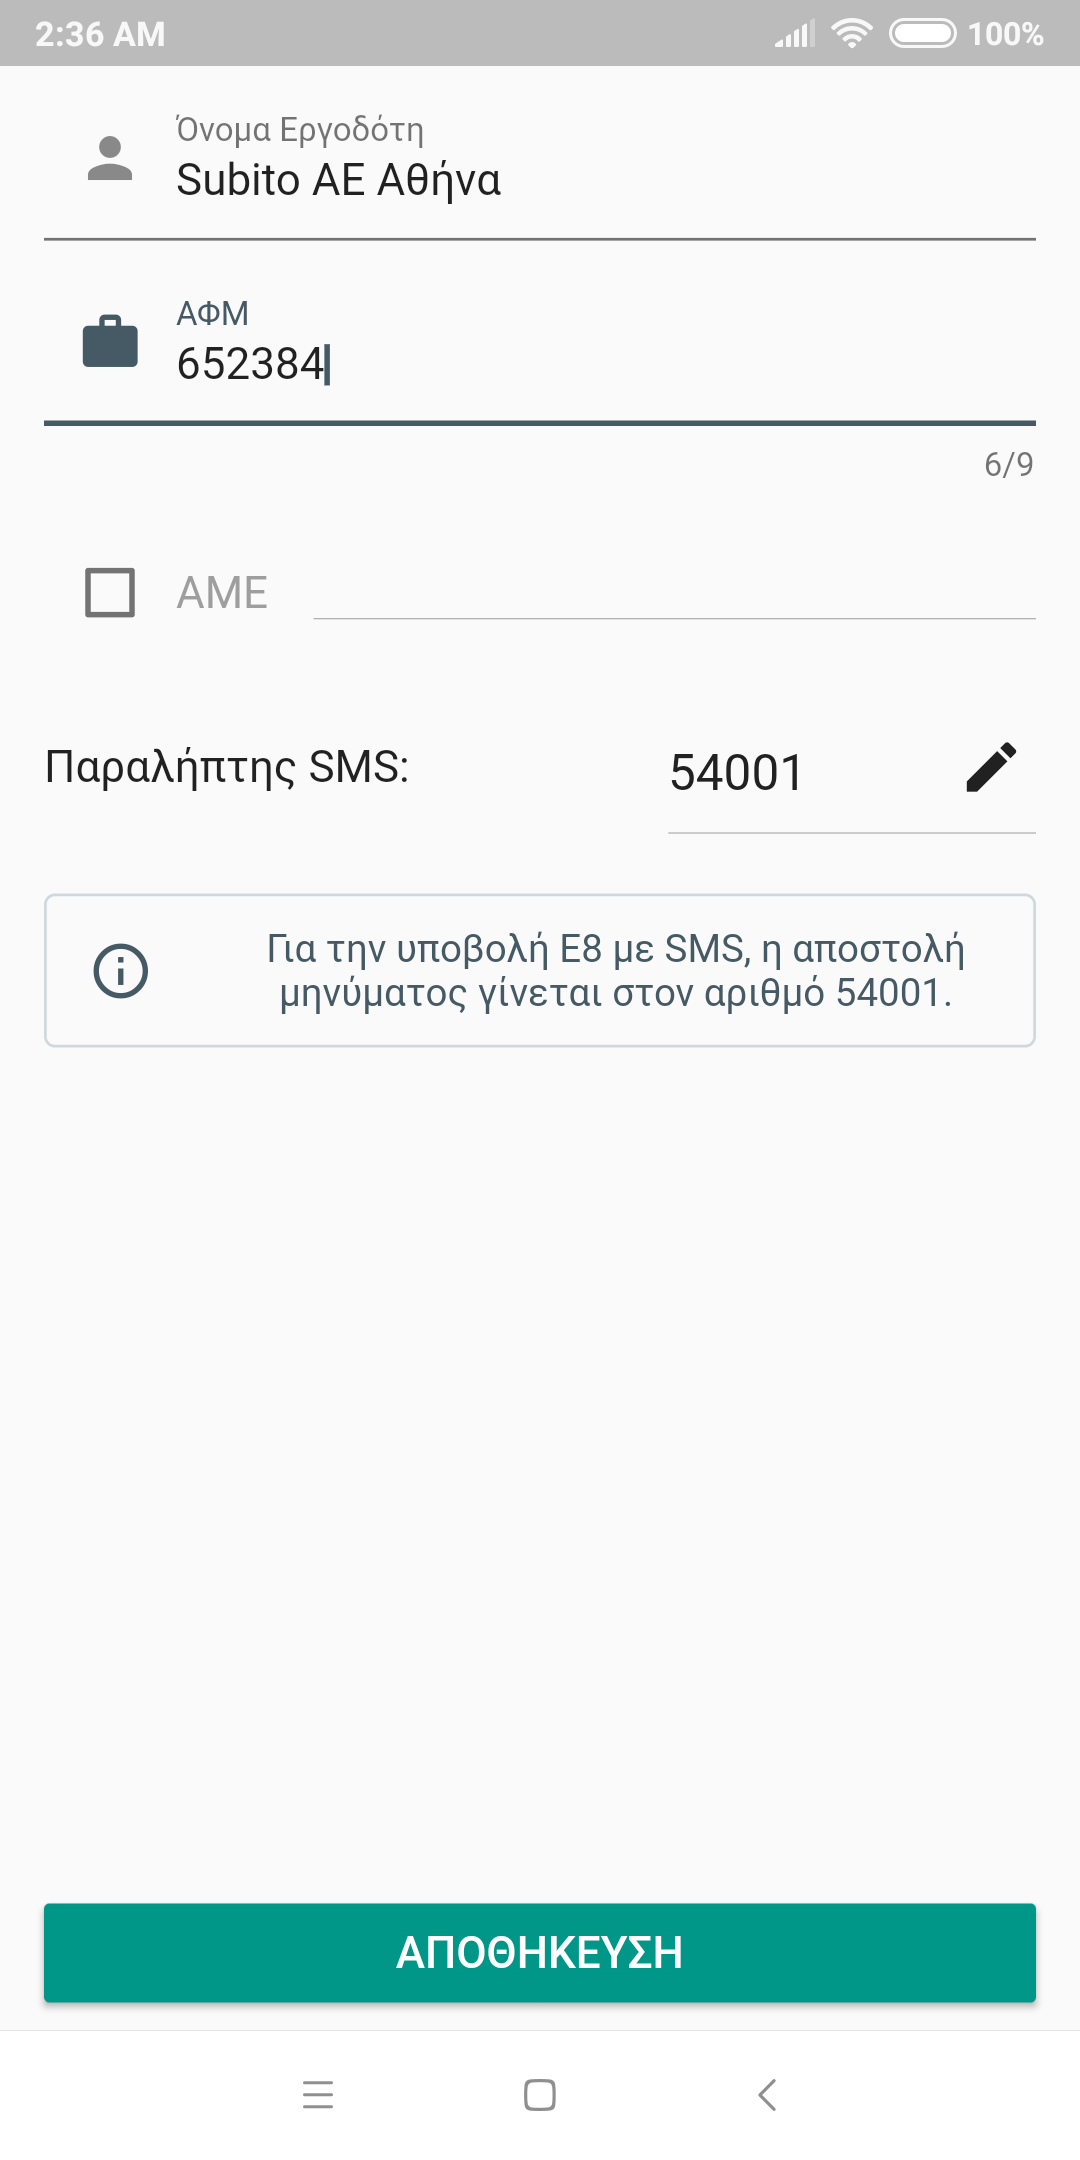 2:36 AM 100%
Όνομα Εργοδότη
Subito ΑΕ Αθήνα
ΑΦΜ
652384
6/9
ΑΜΕ
Παραλήπτης SMS:
54001
Για την υποβολή Ε8 με SMS, η αποστολή
μηνύματος γίνεται στον αριθμό 54001.
ΑΠΟΘΗΚΕΥΣΗ